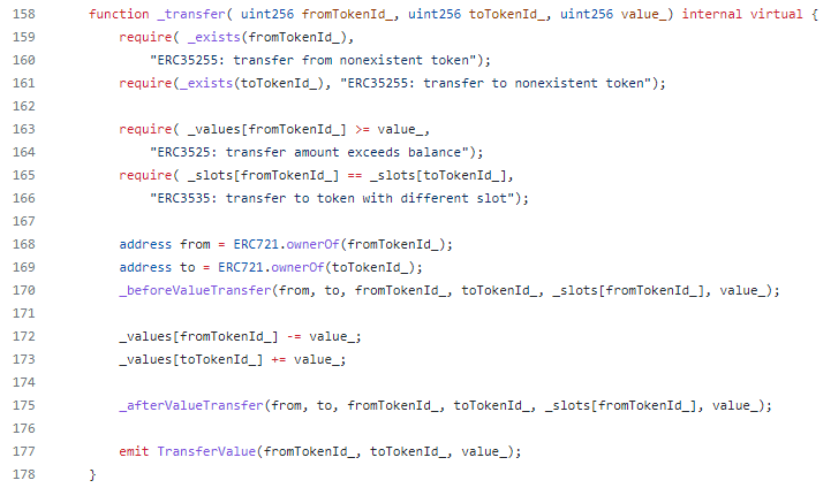 158 function _transfer( uint256 fromTokenId_, uint256 toTokenId_, uint256 value_) internal virtual {
159 require( _exists(fromTokenId_),
160 "ERC35255: transfer from nonexistent token");
161 require(_exists(toTokenId_), "ERC35255: transfer to nonexistent token");
162
163 require( _values[fromTokenId_] >= value_,
164 "ERC3525: transfer amount exceeds balance");
165 require( _slots[fromTokenId_] == _slots[toTokenId_],
166 "ERC3535: transfer to token with different slot");
167
168 address from = ERC721.ownerOf(fromTokenId_);
169 address to = ERC721.ownerOf(toTokenId_);
170 _beforeValueTransfer(from, to, fromTokenId_, toTokenId_, _slots[fromTokenId_], value_);
171
172 _values[fromTokenId_] -= value_;
173 _values[toTokenId_] += value_;
174
175 _afterValueTransfer(from, to, fromTokenId_, toTokenId_, _slots[fromTokenId_], value_);
176
177 emit TransferValue(fromTokenId_, toTokenId_, value_);
178 }